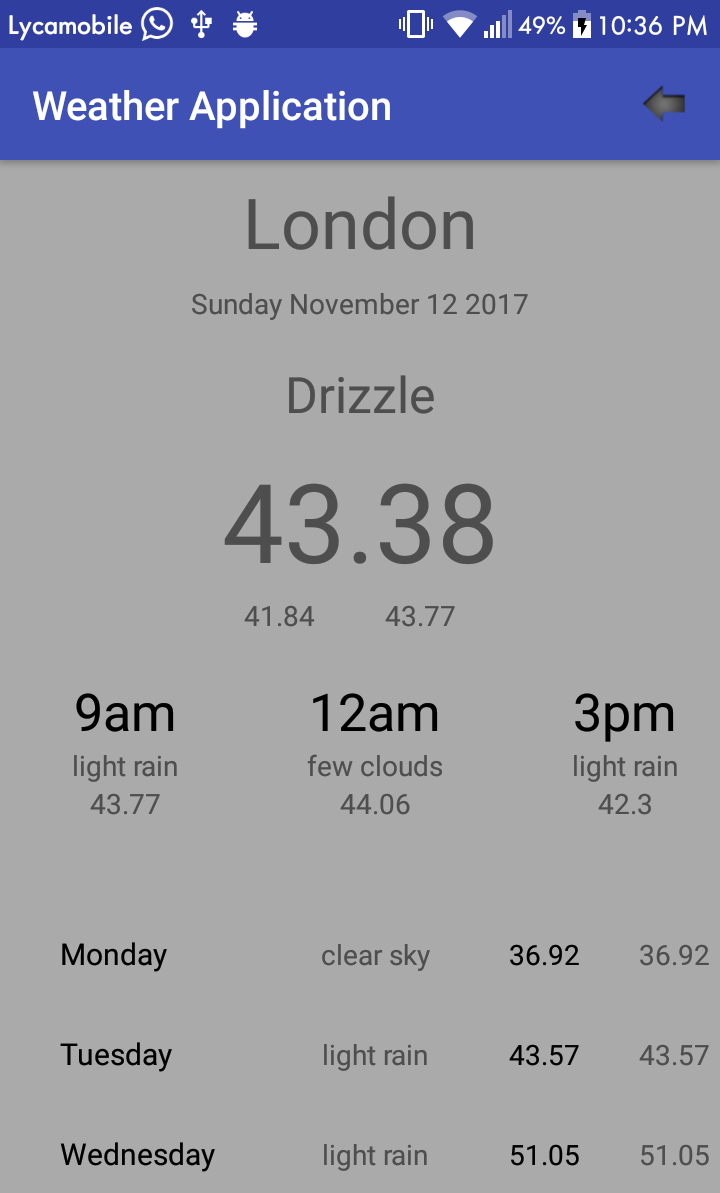 Lycamobile 49% 10:36 PM
Weather Application
London
Sunday November 12 2017
Drizzle
43.38
41.84 43.77
9am 12am 3pm
light rain few clouds light rain
43.77 44.06 42.3
Monday clear sky 36.92 36.92
Tuesday light rain 43.57 43.57
Wednesday light rain 51.05 51.05